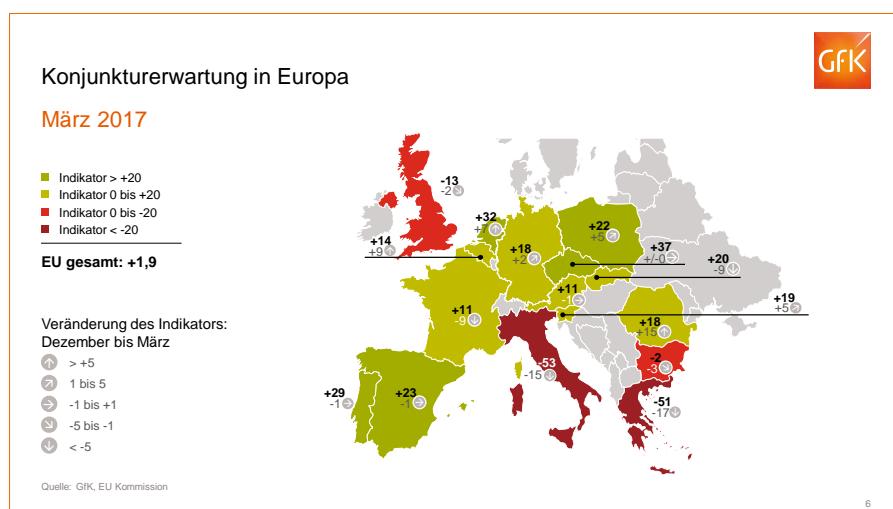 GfK
Konjunkturerwartung in Europa
März 2017
Indikator > +20
Indikator 0 bis +20
Indikator 0 bis -20
Indikator < -20
EU gesamt: +1,9
Veränderung des Indikators:
Dezember bis März
> +5
1 bis 5
-1 bis +1
-5 bis -1
< -5
-13
-2
+32
+7
+14
+9
+18
+2
+22
+5
+37
+/-0
+20
-9
+11
-1
+19
+5
+11
-9
+18
+15
-2
-3
-53
-15
-51
-17
+29
-1
+23
-1
Quelle: GfK, EU Kommission
6